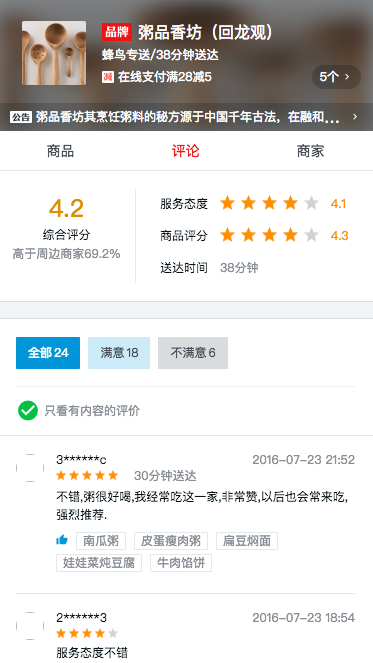 品牌 粥品香坊（回龙观）
蜂鸟专送/38分钟送达
减 在线支付满28减5
5个 >
公告 粥品香坊其烹饪粥料的秘方源于中国千年古法，在融和... >
商品 评论 商家
4.2
综合评分
高于周边商家69.2%
服务态度 4.1
商品评分 4.3
送达时间 38分钟
全部 24 满意 18 不满意 6
只看有内容的评价
3******c 2016-07-23 21:52
30分钟送达
不错,粥很好喝,我经常吃这一家,非常赞,以后也会常来吃,
强烈推荐.
南瓜粥 皮蛋瘦肉粥 扁豆焖面
娃娃菜炖豆腐 牛肉馅饼
2******3 2016-07-23 18:54
服务态度不错